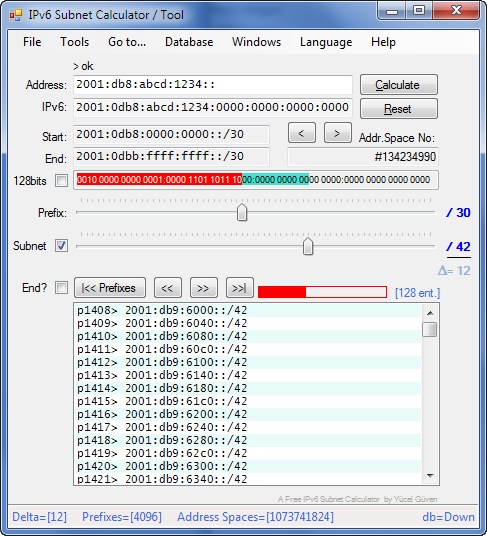 IPv6 Subnet Calculator / Tool
File Tools Go to... Database Windows Language Help
> ok
Address: 2001:db8:abcd:1234:: Calculate
IPv6: 2001:0db8:abcd:1234:0000:0000:0000:0000 Reset
Start: 2001:0db8:0000:0000::/30 < > Addr.Space No:
End: 2001:0dbb:ffff:ffff::/30 #134234990
128bits 0010 0000 0000 0001:0000 1101 1011 1000:0000 0000 0000 0000:0000 0000 0000 0000
Prefix: / 30
Subnet / 42
Δ= 12
End? |<< Prefixes << >> >>| [128 ent.]
p1408> 2001:db9:6000::/42
p1409> 2001:db9:6040::/42
p1410> 2001:db9:6080::/42
p1411> 2001:db9:60c0::/42
p1412> 2001:db9:6100::/42
p1413> 2001:db9:6140::/42
p1414> 2001:db9:6180::/42
p1415> 2001:db9:61c0::/42
p1416> 2001:db9:6200::/42
p1417> 2001:db9:6240::/42
p1418> 2001:db9:6280::/42
p1419> 2001:db9:62c0::/42
p1420> 2001:db9:6300::/42
p1421> 2001:db9:6340::/42
A Free IPv6 Subnet Calculator by Yücel Güven
Delta=[12] Prefixes=[4096] Address Spaces=[1073741824] db=Down